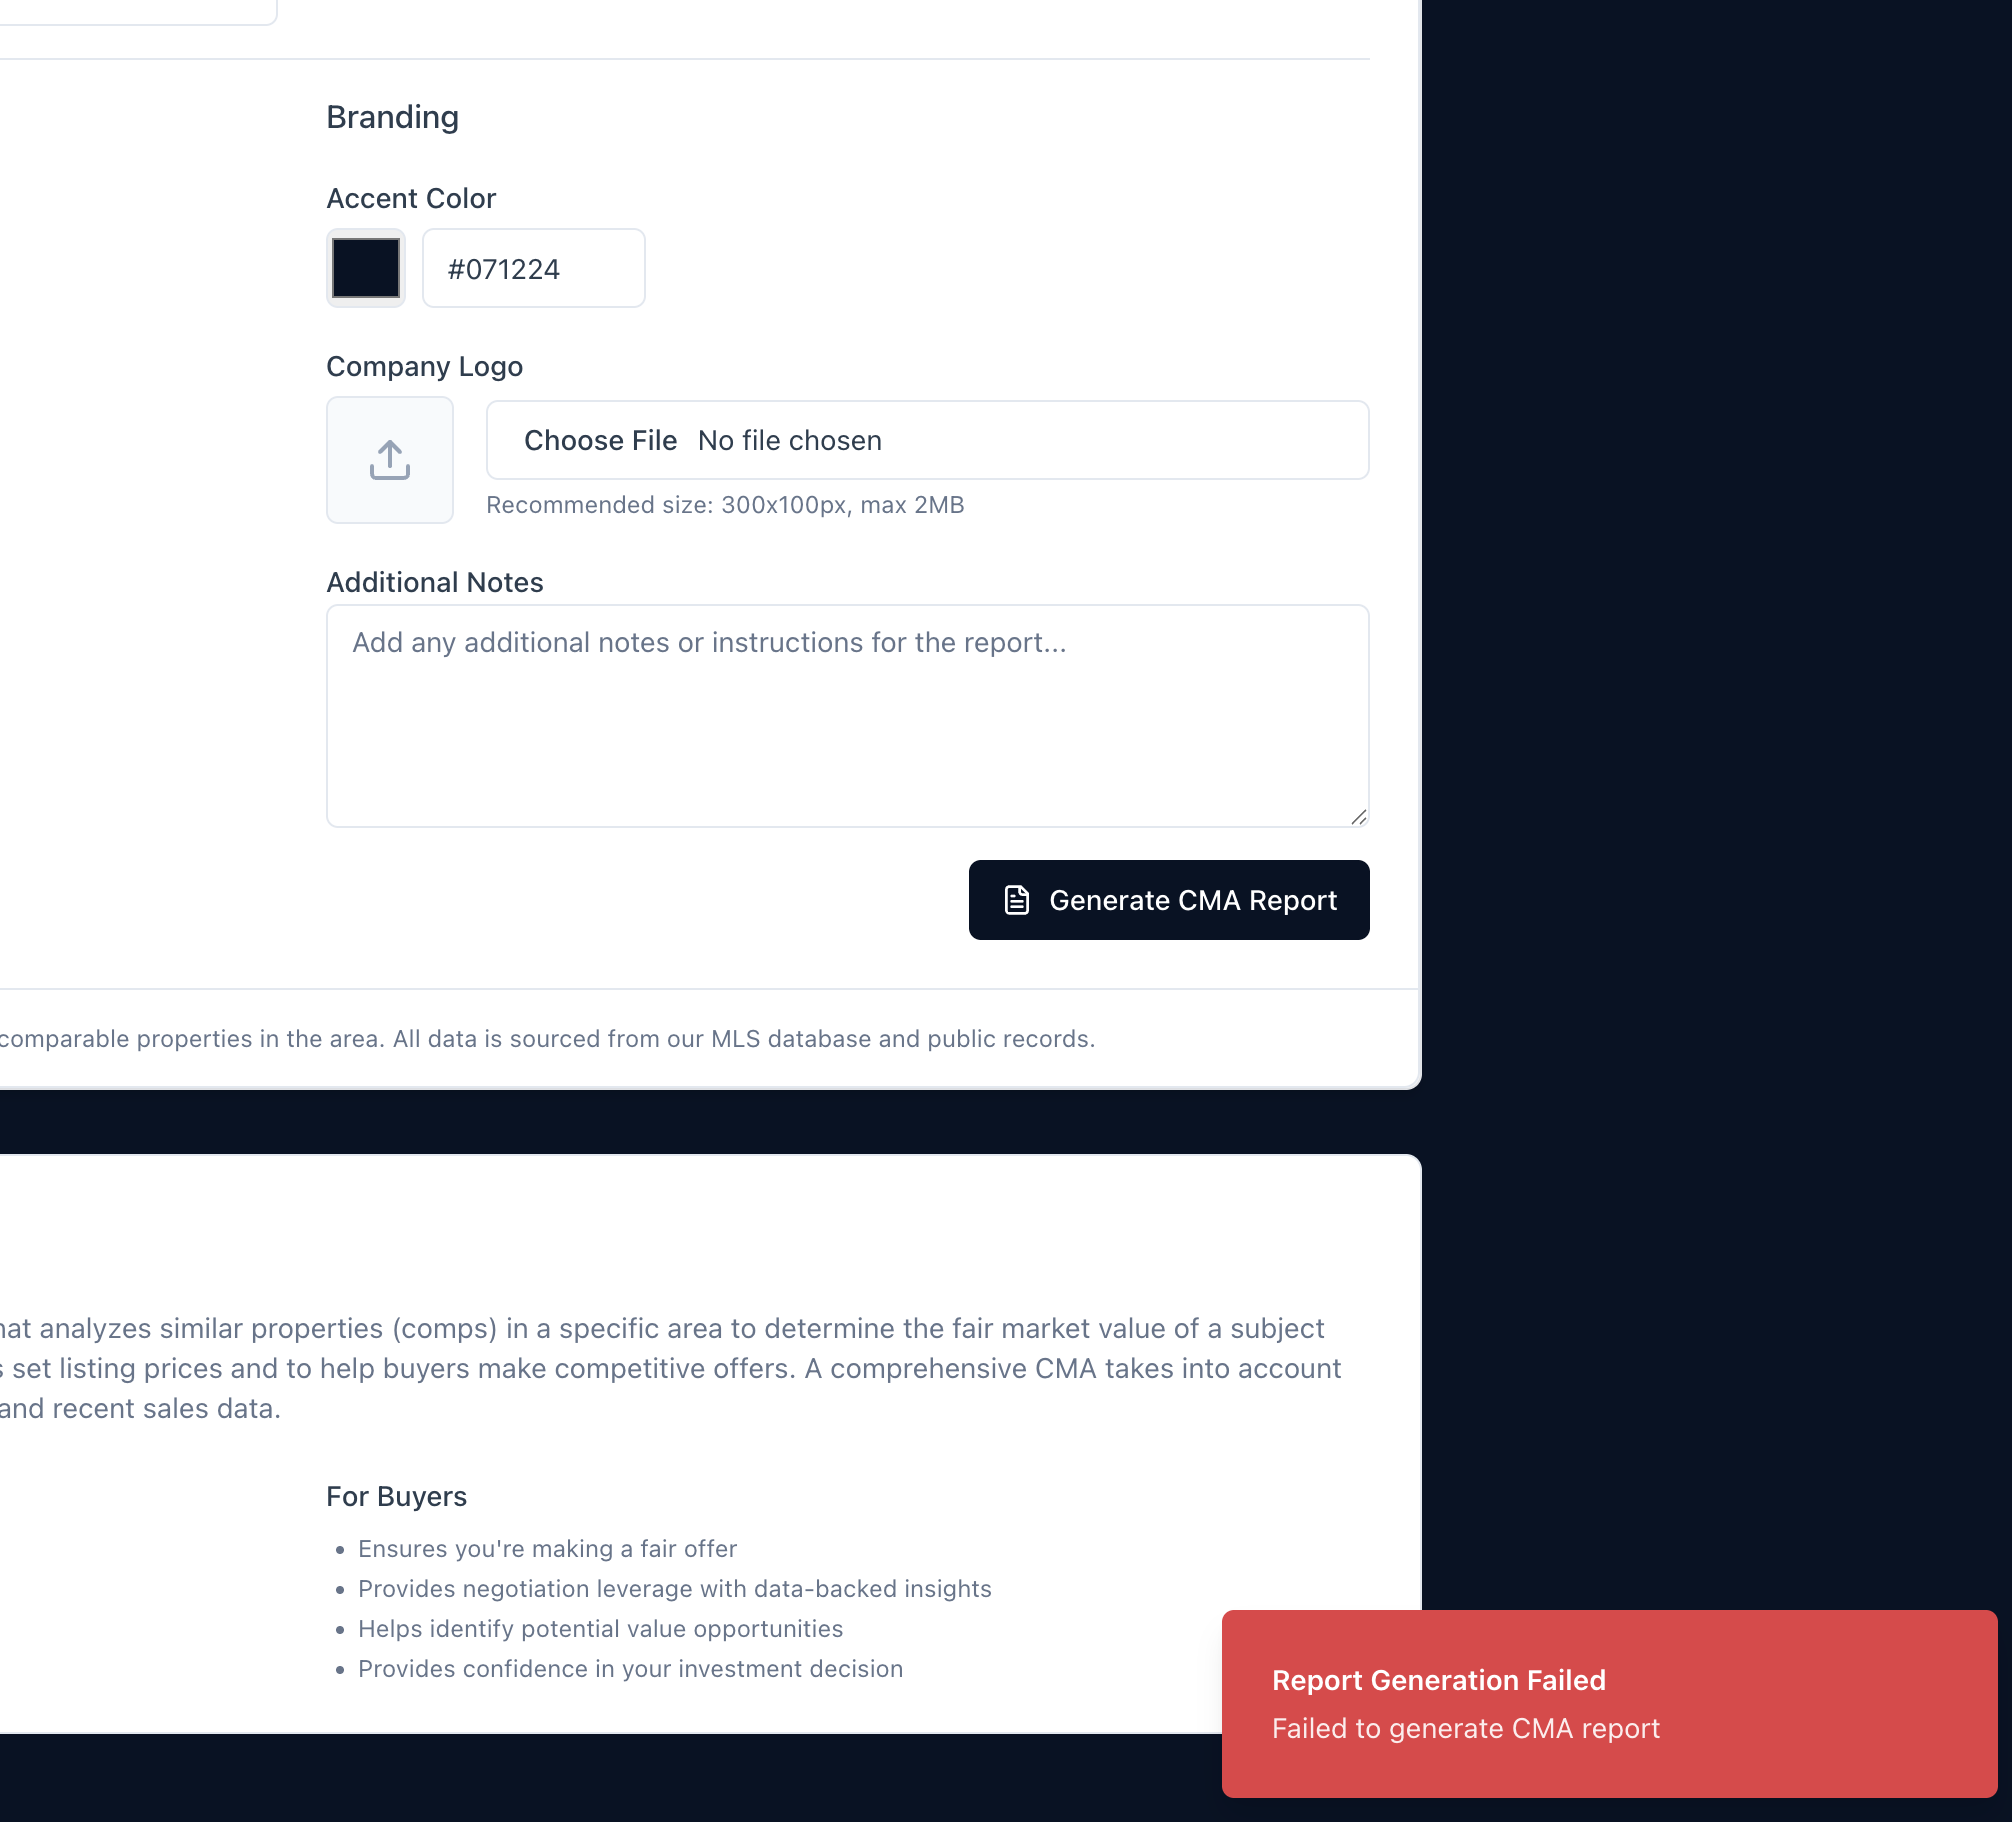 Branding
Accent Color
#071224
Company Logo
Choose File No file chosen
Recommended size: 300x100px, max 2MB
Additional Notes
Add any additional notes or instructions for the report...
Generate CMA Report
comparable properties in the area. All data is sourced from our MLS database and public records.
analyzes similar properties (comps) in a specific area to determine the fair market value of a subject
set listing prices and to help buyers make competitive offers. A comprehensive CMA takes into account
and recent sales data.
For Buyers
• Ensures you're making a fair offer
• Provides negotiation leverage with data-backed insights
• Helps identify potential value opportunities
• Provides confidence in your investment decision
Report Generation Failed
Failed to generate CMA report